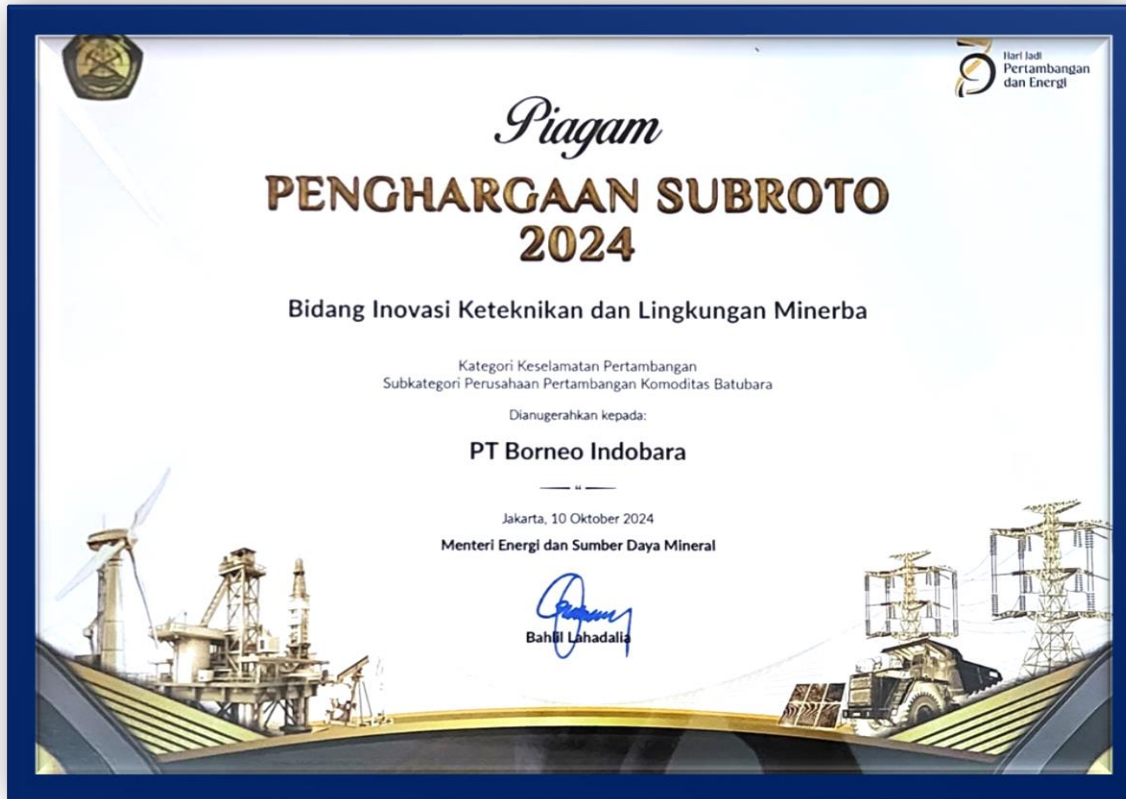 Hari Jadi
Pertambangan
dan Energi
Piagam
PENGHARGAAN SUBROTO
2024
Bidang Inovasi Keteknikan dan Lingkungan Minerba
Kategori Keselamatan Pertambangan
Subkategori Perusahaan Pertambangan Komoditas Batubara
Dianugerahkan kepada:
PT Borneo Indobara
Jakarta, 10 Oktober 2024
Menteri Energi dan Sumber Daya Mineral
Bahlil Lahadalia